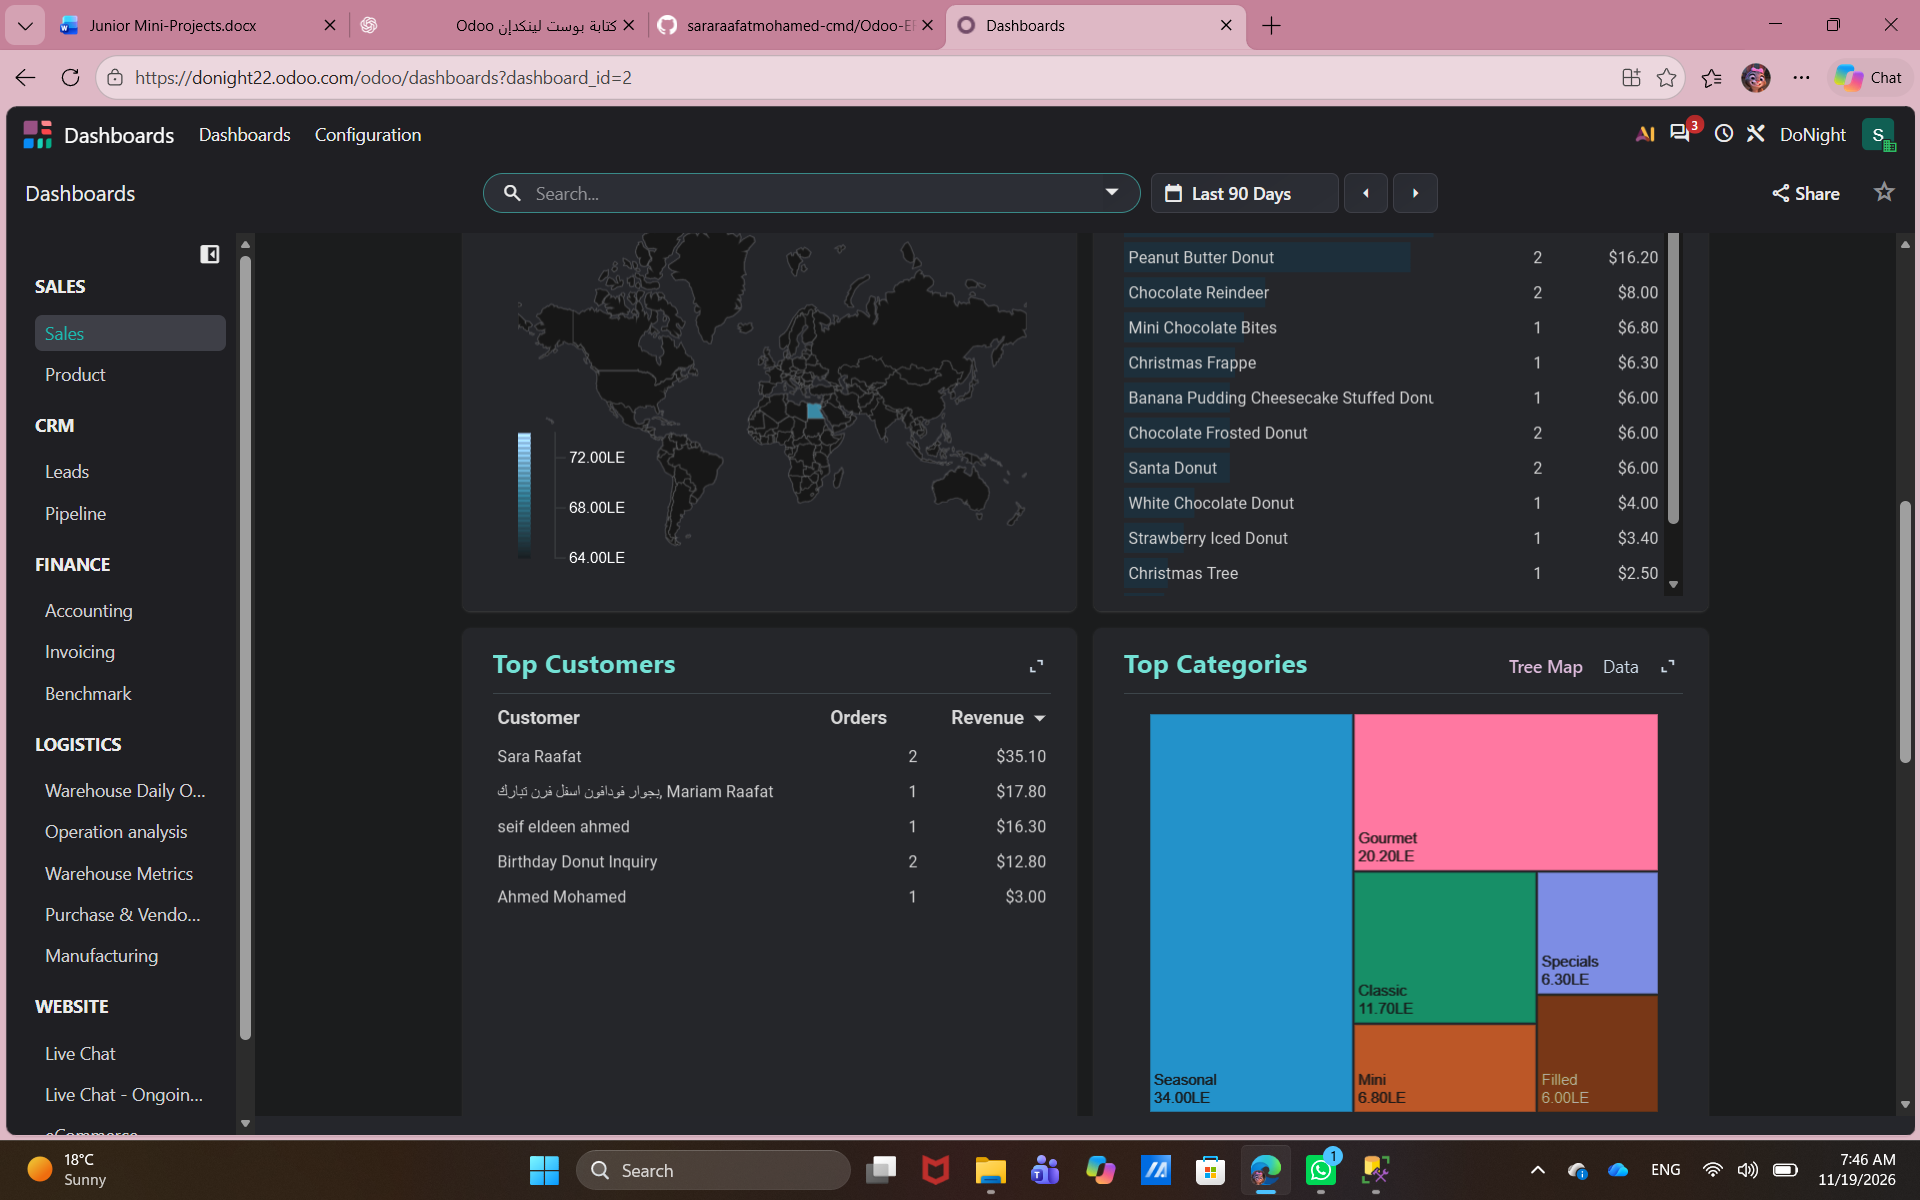 Junior Mini-Projects.docx
كتابة بوست لينكدإن Odoo
sararaafatmohamed-cmd/Odoo-E
Dashboards
https://donight22.odoo.com/odoo/dashboards?dashboard_id=2
Chat
Dashboards
Dashboards
Configuration
AI
3
DoNight
S
Dashboards
Search...
Last 90 Days
Share
SALES
Sales
Product
CRM
Leads
Pipeline
FINANCE
Accounting
Invoicing
Benchmark
LOGISTICS
Warehouse Daily O...
Operation analysis
Warehouse Metrics
Purchase & Vendo...
Manufacturing
WEBSITE
Live Chat
Live Chat - Ongoin...
72.00LE
68.00LE
64.00LE
Peanut Butter Donut 2 $16.20
Chocolate Reindeer 2 $8.00
Mini Chocolate Bites 1 $6.80
Christmas Frappe 1 $6.30
Banana Pudding Cheesecake Stuffed Donu 1 $6.00
Chocolate Frosted Donut 2 $6.00
Santa Donut 2 $6.00
White Chocolate Donut 1 $4.00
Strawberry Iced Donut 1 $3.40
Christmas Tree 1 $2.50
Top Customers
Customer Orders Revenue
Sara Raafat 2 $35.10
بجوار فودافون اسفل فرن تبارك, Mariam Raafat 1 $17.80
seif eldeen ahmed 1 $16.30
Birthday Donut Inquiry 2 $12.80
Ahmed Mohamed 1 $3.00
Top Categories
Tree Map
Data
Gourmet
20.20LE
Classic
11.70LE
Specials
6.30LE
Seasonal
34.00LE
Mini
6.80LE
Filled
6.00LE
18°C
Sunny
Search
1
ENG
7:46 AM
11/19/2026